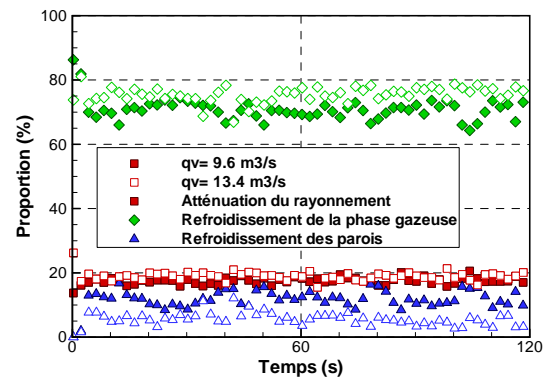 Proportion (%)
100
80
60
40
20
0
qv= 9.6 m3/s
qv= 13.4 m3/s
Atténuation du rayonnement
Refroidissement de la phase gazeuse
Refroidissement des parois
0
60
120
Temps (s)